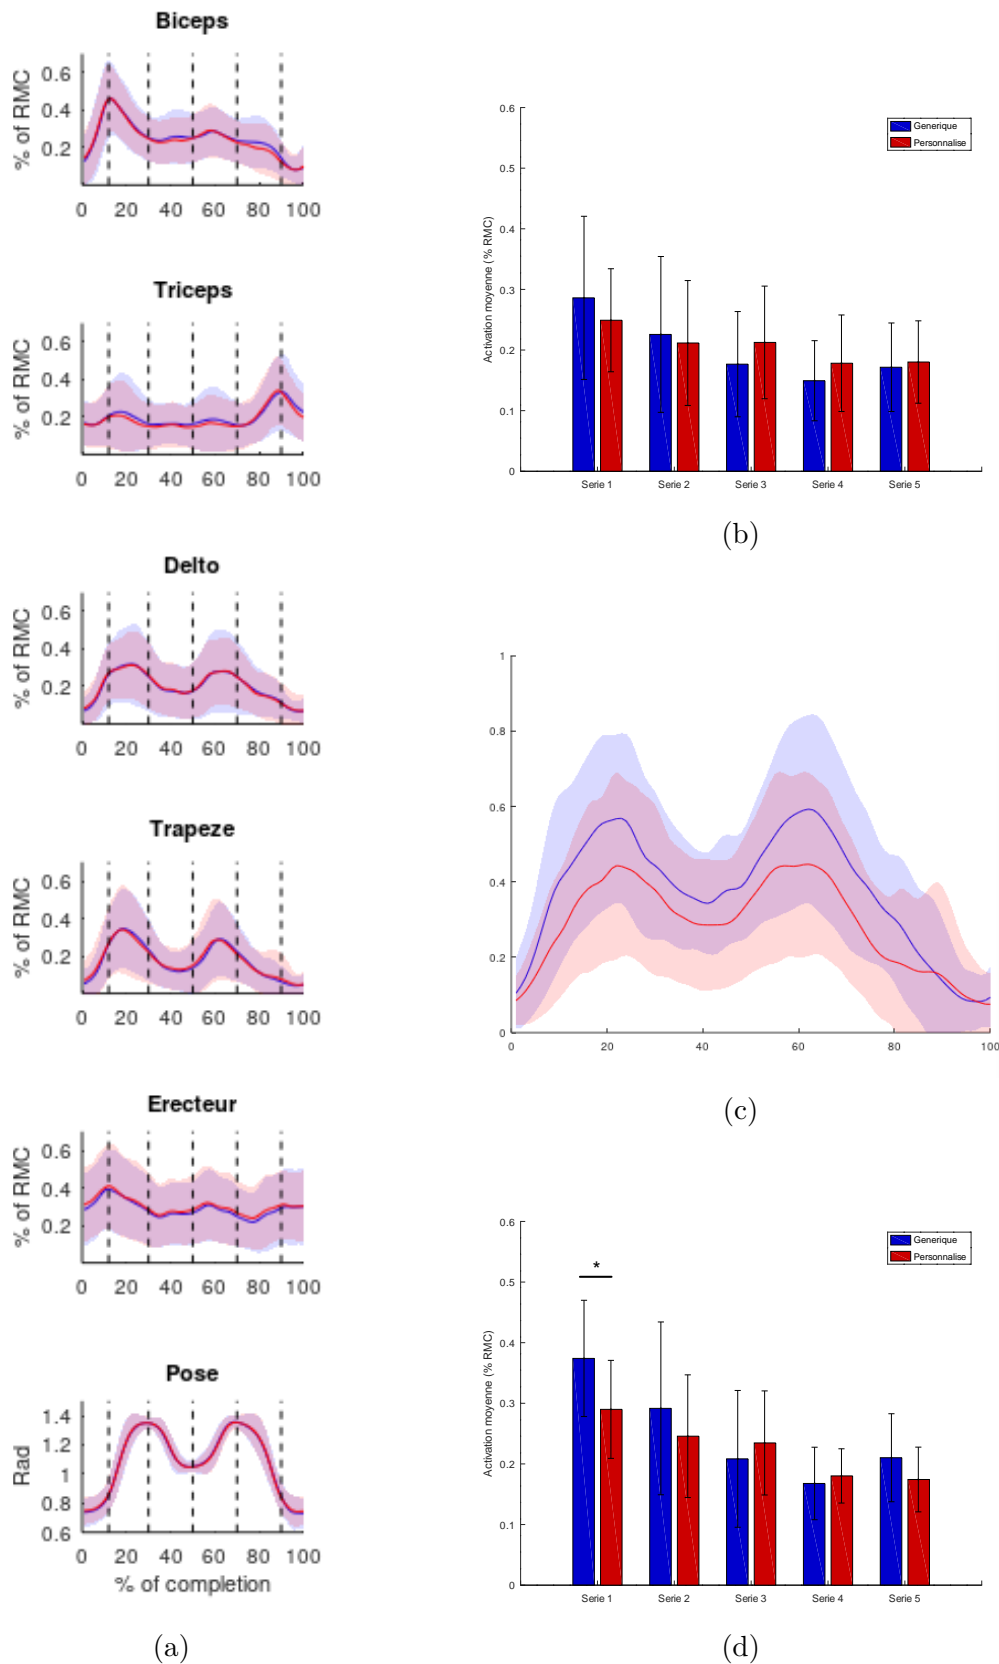 Biceps
% of RMC
0.6
0.4
0.2
0 20 40 60 80 100
Triceps
% of RMC
0.6
0.4
0.2
0 20 40 60 80 100
Delto
% of RMC
0.6
0.4
0.2
0 20 40 60 80 100
Trapeze
% of RMC
0.6
0.4
0.2
0 20 40 60 80 100
Erecteur
% of RMC
0.6
0.4
0.2
0 20 40 60 80 100
Pose
Rad
1.4
1.2
1
0.8
0.6
0 20 40 60 80 100
% of completion
(a)
Activation moyenne (% RMC)
0.6
0.5
0.4
0.3
0.2
0.1
0
Generique
Personnalise
Serie 1 Serie 2 Serie 3 Serie 4 Serie 5
(b)
1
0.8
0.6
0.4
0.2
0
0 20 40 60 80 100
(c)
Activation moyenne (% RMC)
0.6
0.5
0.4
0.3
0.2
0.1
0
Generique
Personnalise
*
Serie 1 Serie 2 Serie 3 Serie 4 Serie 5
(d)